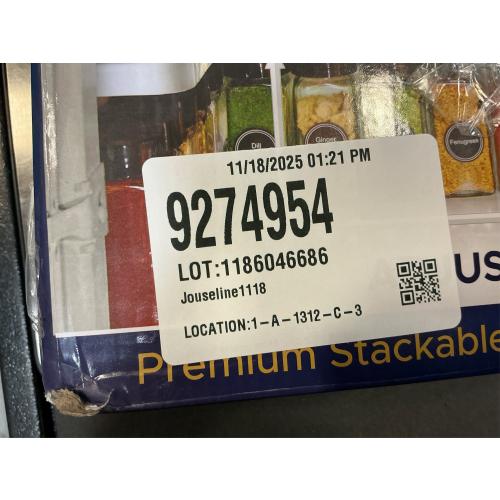 Dill
Ginger
Fenugreek
11/18/2025 01:21 PM
9274954
LOT:1186046686
Jouseline1118
LOCATION:1-A-1312-C-3
US
Premium Stackable